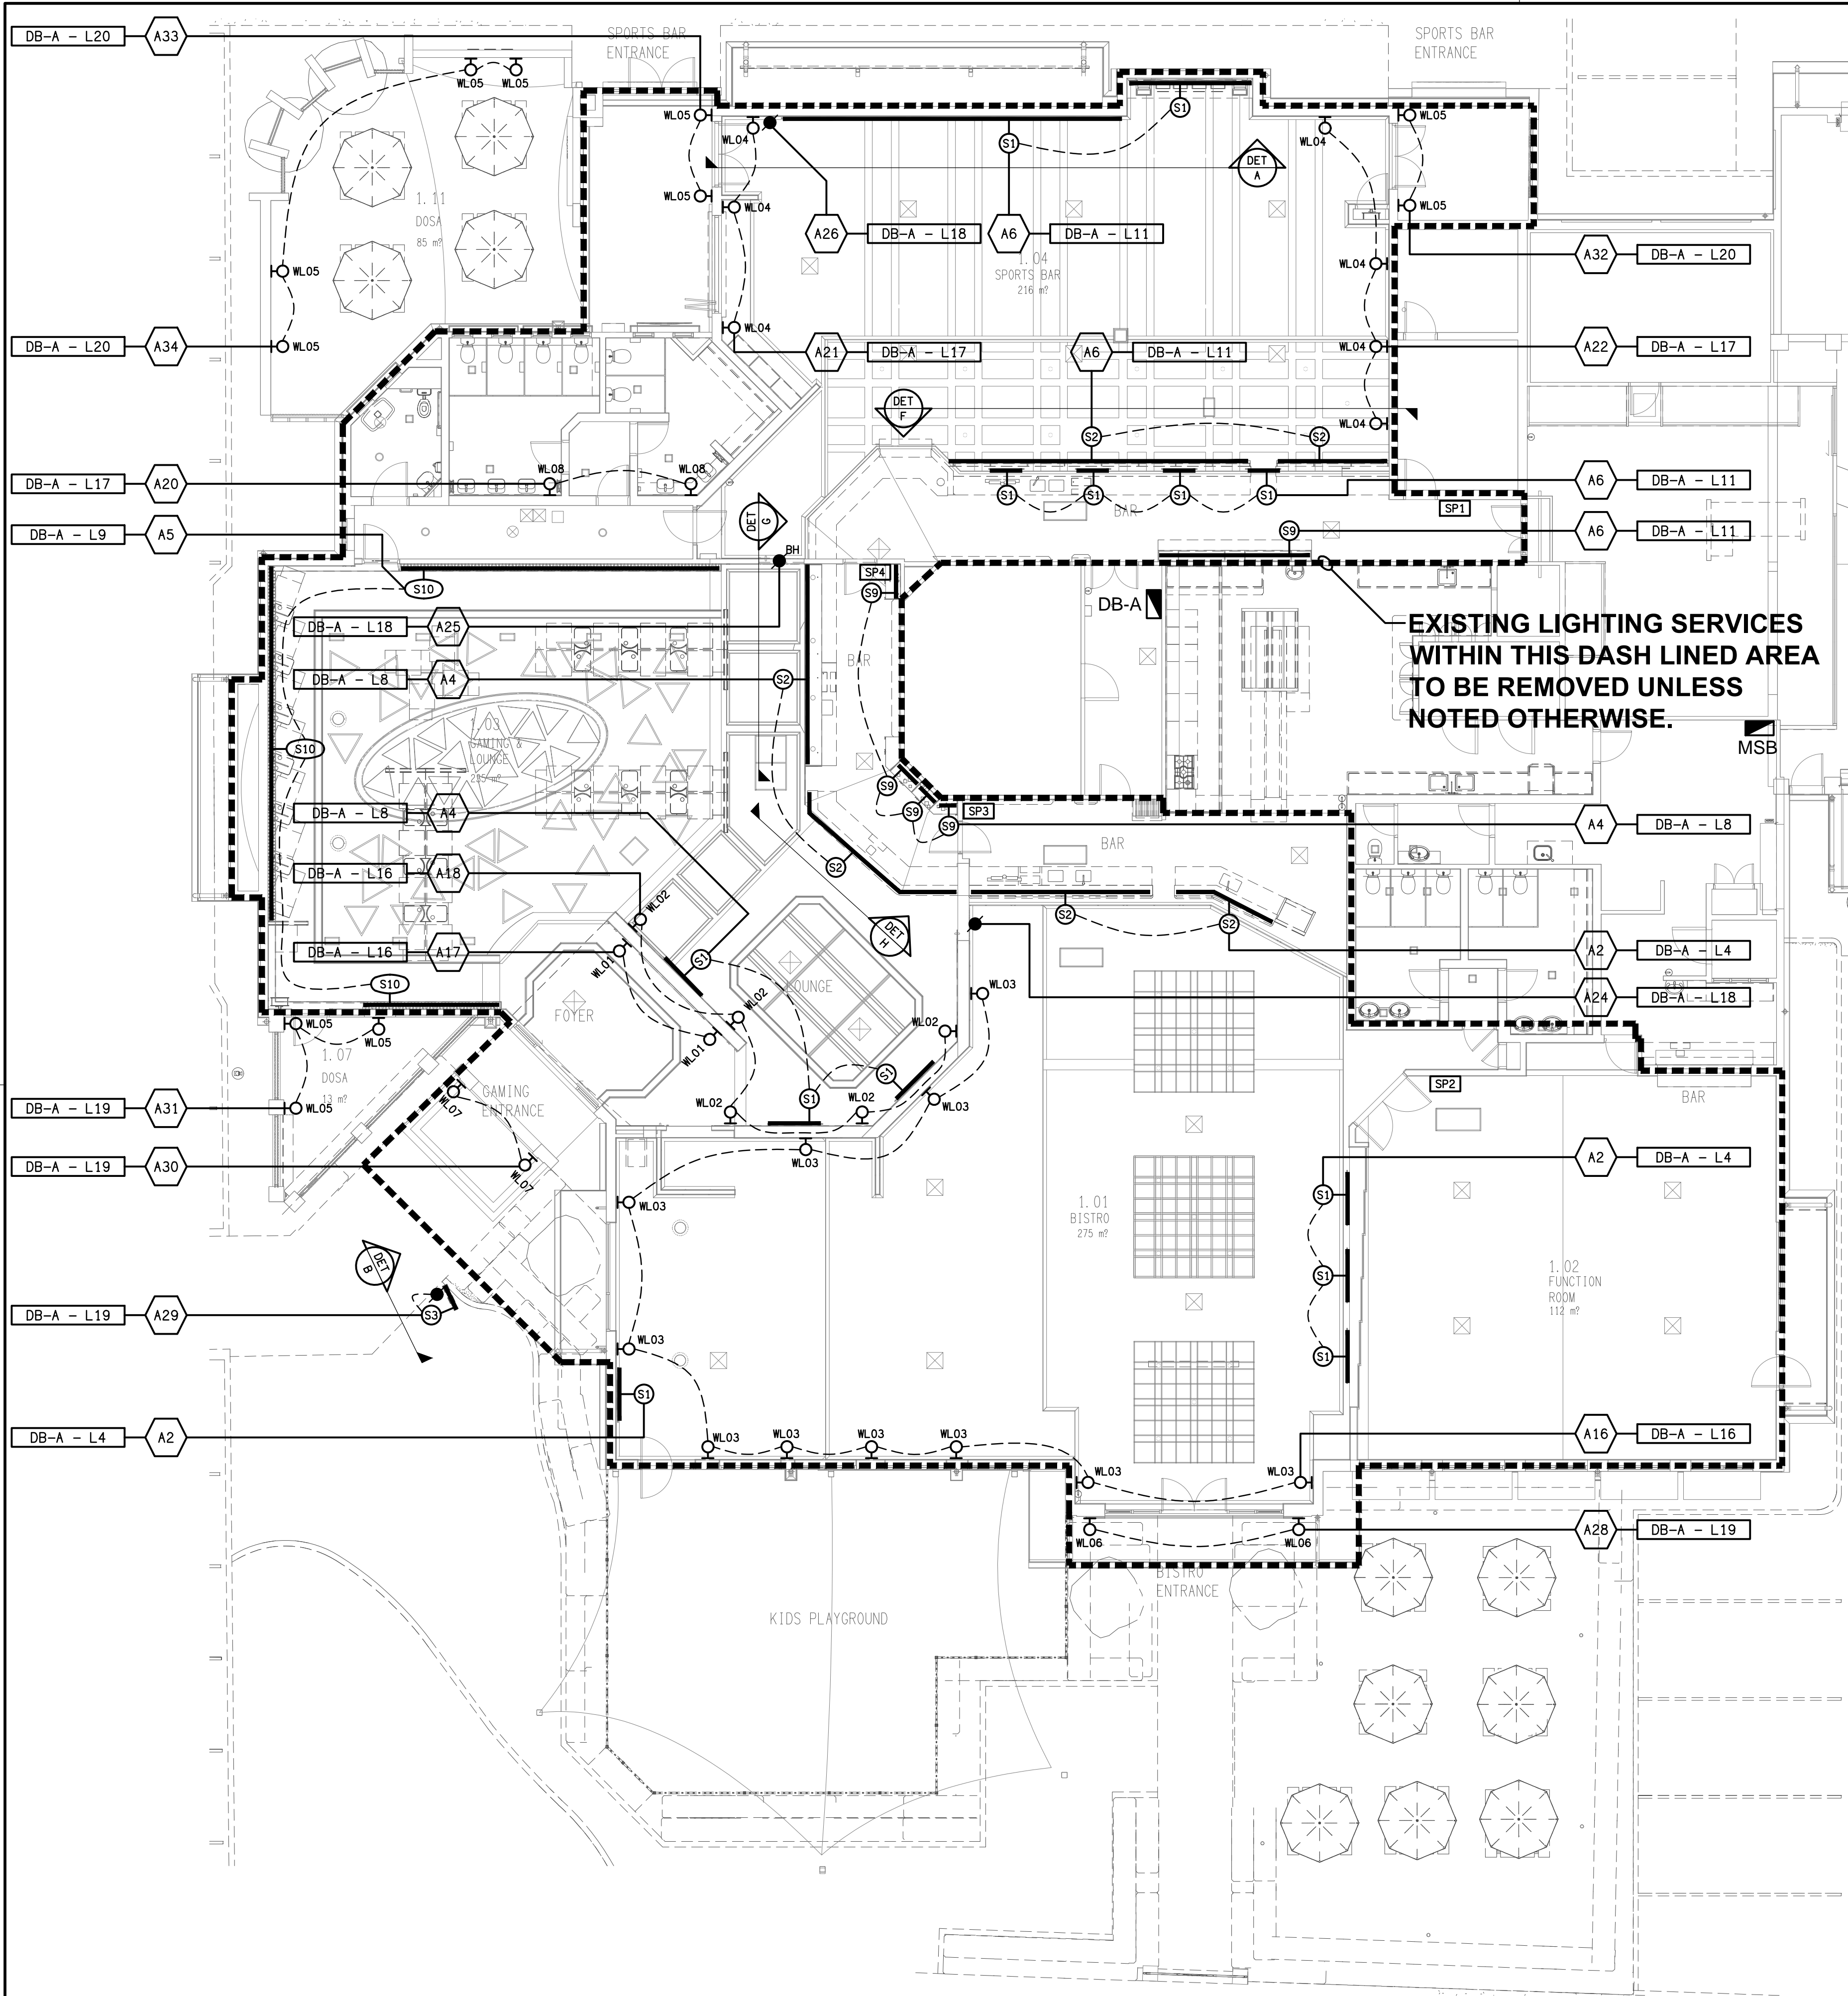 SPORTS BAR
ENTRANCE
SPORTS BAR
ENTRANCE
DB-A - L20
A33
WL05
WL05
S1
WL05
WL04
S1
WL04
WL05
DET
A
1.11
DOSA
85 m?
WL05
WL04
WL05
A26
DB-A - L18
A6
DB-A - L11
1.04
SPORTS BAR
216 m?
A32
DB-A - L20
WL05
WL04
WL04
DB-A - L20
A34
WL05
A21
DB-A - L17
A6
DB-A - L11
WL04
A22
DB-A - L17
DET
F
WL04
S2
S2
DB-A - L17
A20
WL08
WL08
S1
S1
S1
S1
A6
DB-A - L11
BAR
SP1
DET
G
DB-A - L9
A5
S9
A6
DB-A - L11
BH
SP4
S10
S9
DB-A
EXISTING LIGHTING SERVICES
WITHIN THIS DASH LINED AREA
TO BE REMOVED UNLESS
NOTED OTHERWISE.
DB-A - L18
A25
BAR
DB-A - L8
A4
S2
1.03
GAMING &
LOUNGE
S10
MSB
S9
DB-A - L8
A4
S9
SP3
S9
A4
DB-A - L8
BAR
S2
DB-A - L16
A18
WL02
S2
S2
DET
H
DB-A - L16
A17
WL01
S1
A2
DB-A - L4
S10
LOUNGE
WL03
A24
DB-A - L18
FOYER
WL02
WL05
WL05
WL01
WL02
1.07
DOSA
13 m?
S1
SP2
BAR
GAMING
ENTRANCE
WL07
S1
DB-A - L19
A31
WL05
WL02
WL02
WL03
DB-A - L19
A30
WL07
WL03
A2
DB-A - L4
WL03
S1
1.01
BISTRO
275 m?
DET
B
S1
1.02
FUNCTION
ROOM
112 m?
DB-A - L19
A29
S3
WL03
S1
S1
DB-A - L4
A2
WL03
WL03
WL03
WL03
A16
DB-A - L16
WL03
WL03
WL06
WL06
A28
DB-A - L19
BISTRO
ENTRANCE
KIDS PLAYGROUND